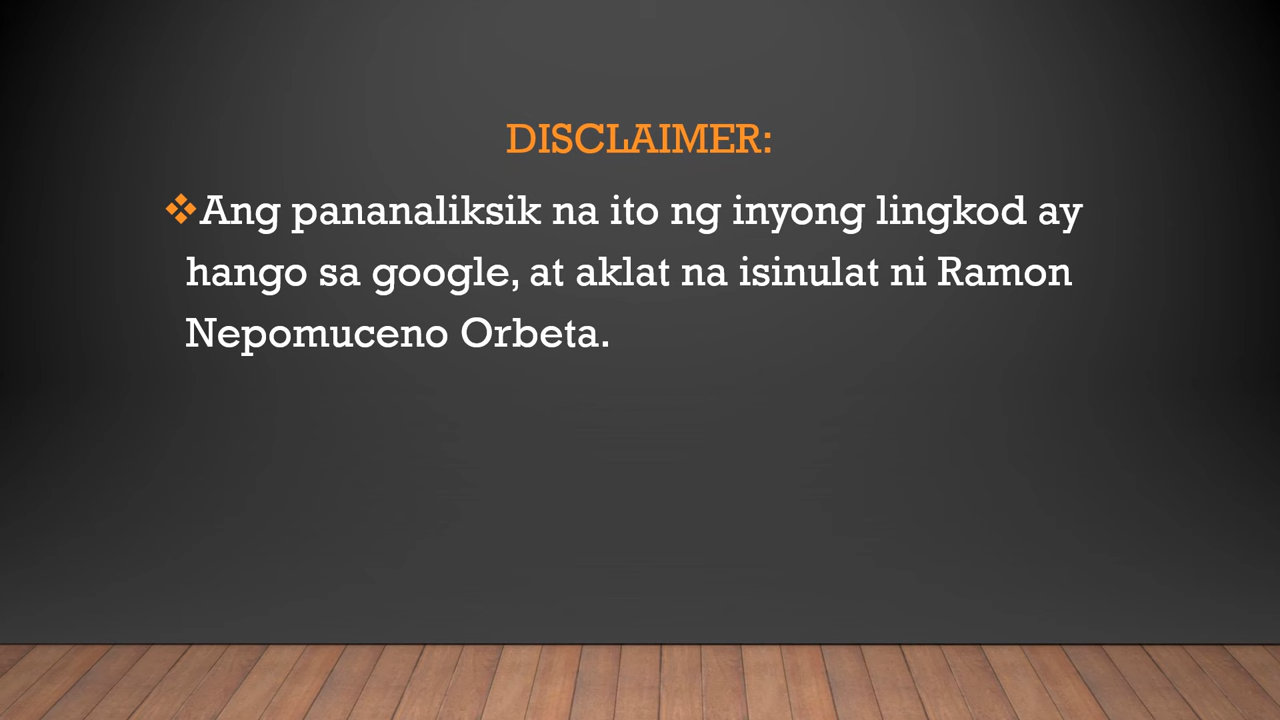 DISCLAIMER:
❖Ang pananaliksik na ito ng inyong lingkod ay
hango sa google, at aklat na isinulat ni Ramon
Nepomuceno Orbeta.